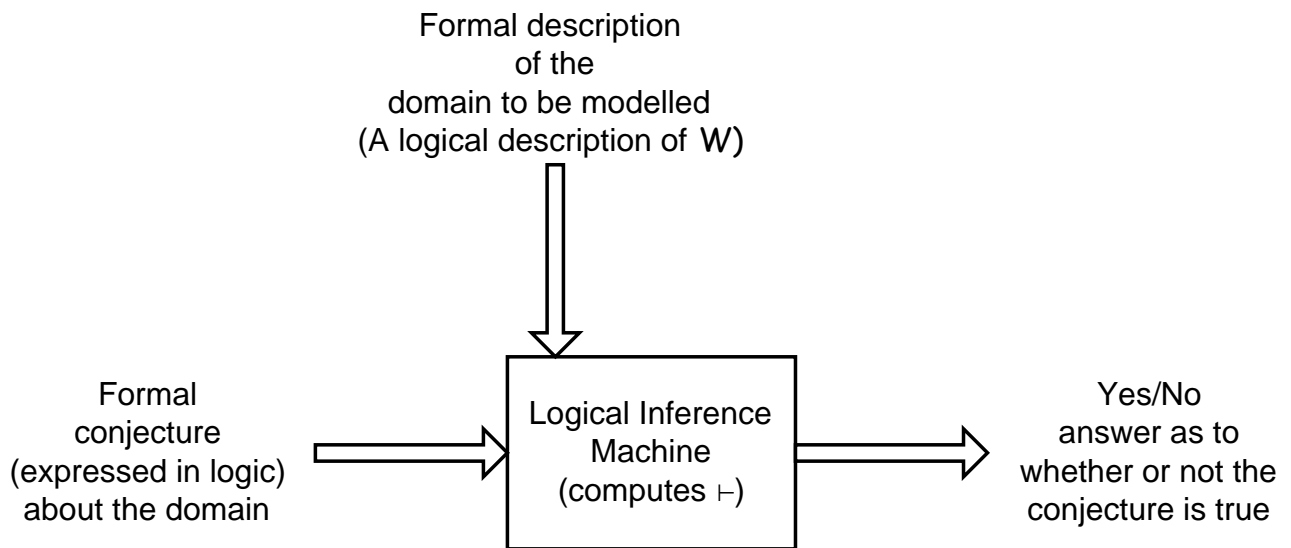 Formal description
of the
domain to be modelled
(A logical description of W)
Formal
conjecture
(expressed in logic)
about the domain
Logical Inference
Machine
(computes ⊢)
Yes/No
answer as to
whether or not the
conjecture is true